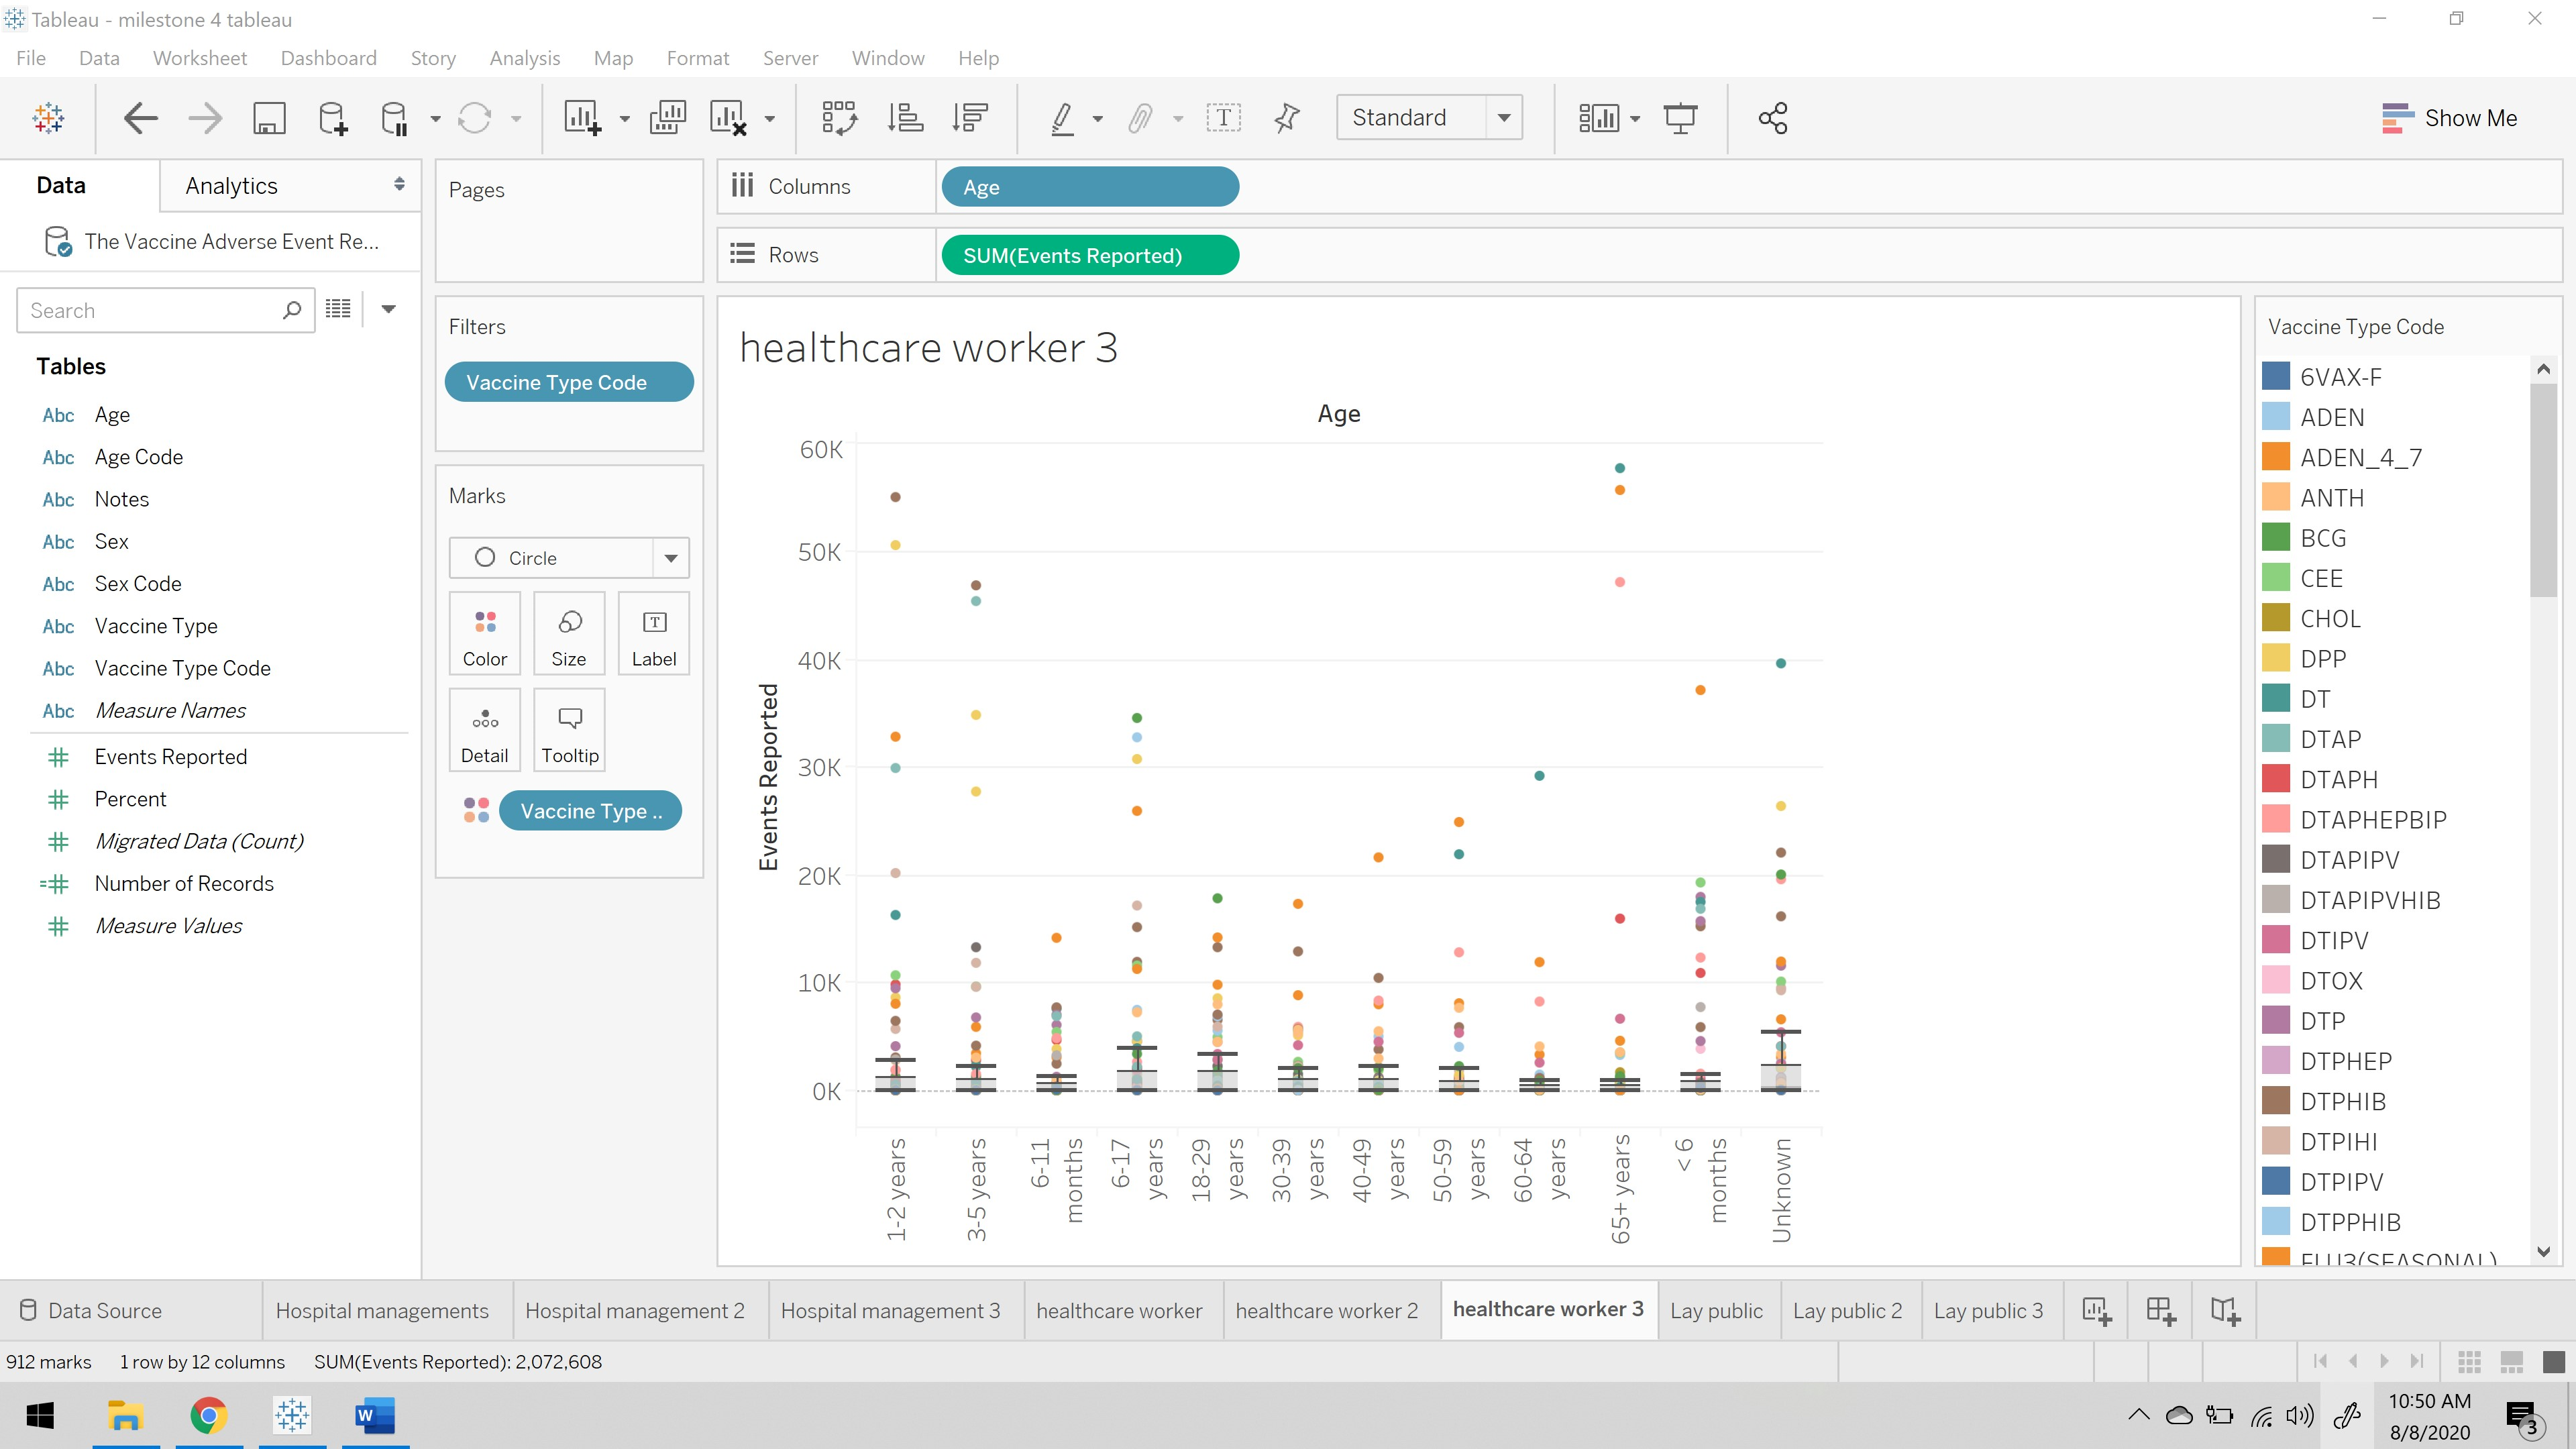 Tableau - milestone 4 tableau
File Data Worksheet Dashboard Story Analysis Map Format Server Window Help
Standard
Show Me
Data
Analytics
The Vaccine Adverse Event Re...
Search
Tables
Abc Age
Abc Age Code
Abc Notes
Abc Sex
Abc Sex Code
Abc Vaccine Type
Abc Vaccine Type Code
Abc Measure Names
Events Reported
Percent
Migrated Data (Count)
Number of Records
Measure Values
Pages
Filters
Vaccine Type Code
Marks
Circle
Color
Size
Label
Detail
Tooltip
Vaccine Type ..
Columns
Age
Rows
SUM(Events Reported)
healthcare worker 3
Age
Events Reported
60K
50K
40K
30K
20K
10K
0K
1-2 years
3-5 years
6-11 months
6-17 years
18-29 years
30-39 years
40-49 years
50-59 years
60-64 years
65+ years
< 6 months
Unknown
Vaccine Type Code
6VAX-F
ADEN
ADEN_4_7
ANTH
BCG
CEE
CHOL
DPP
DT
DTAP
DTAPH
DTAPHEPBIP
DTAPIPV
DTAPIPVHIB
DTIPV
DTOX
DTP
DTPHEP
DTPHIB
DTPIHI
DTPIPV
DTPPHIB
FLU3(SEASONAL)
Data Source
Hospital managements
Hospital management 2
Hospital management 3
healthcare worker
healthcare worker 2
healthcare worker 3
Lay public
Lay public 2
Lay public 3
912 marks 1 row by 12 columns SUM(Events Reported): 2,072,608
10:50 AM
8/8/2020
3